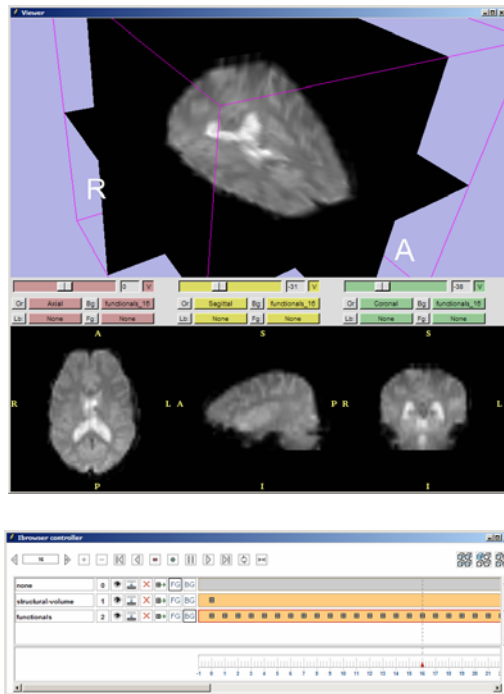 Viewer
R
A
0 V -31 V -38 V
Or Axial Bg functionals_16 Or Sagittal Bg functionals_16 Or Coronal Bg functionals_16
Lb: None Fg: None Lb: None Fg: None Lb: None Fg: None
A S S
R L A P R L
P I I
Ibrowser controller
16
none 0 FG BG
structural-volume 1 FG BG
functionals 2 FG BG
-1 0 1 2 3 4 5 6 7 8 9 10 11 12 13 14 15 16 17 18 19 20 21